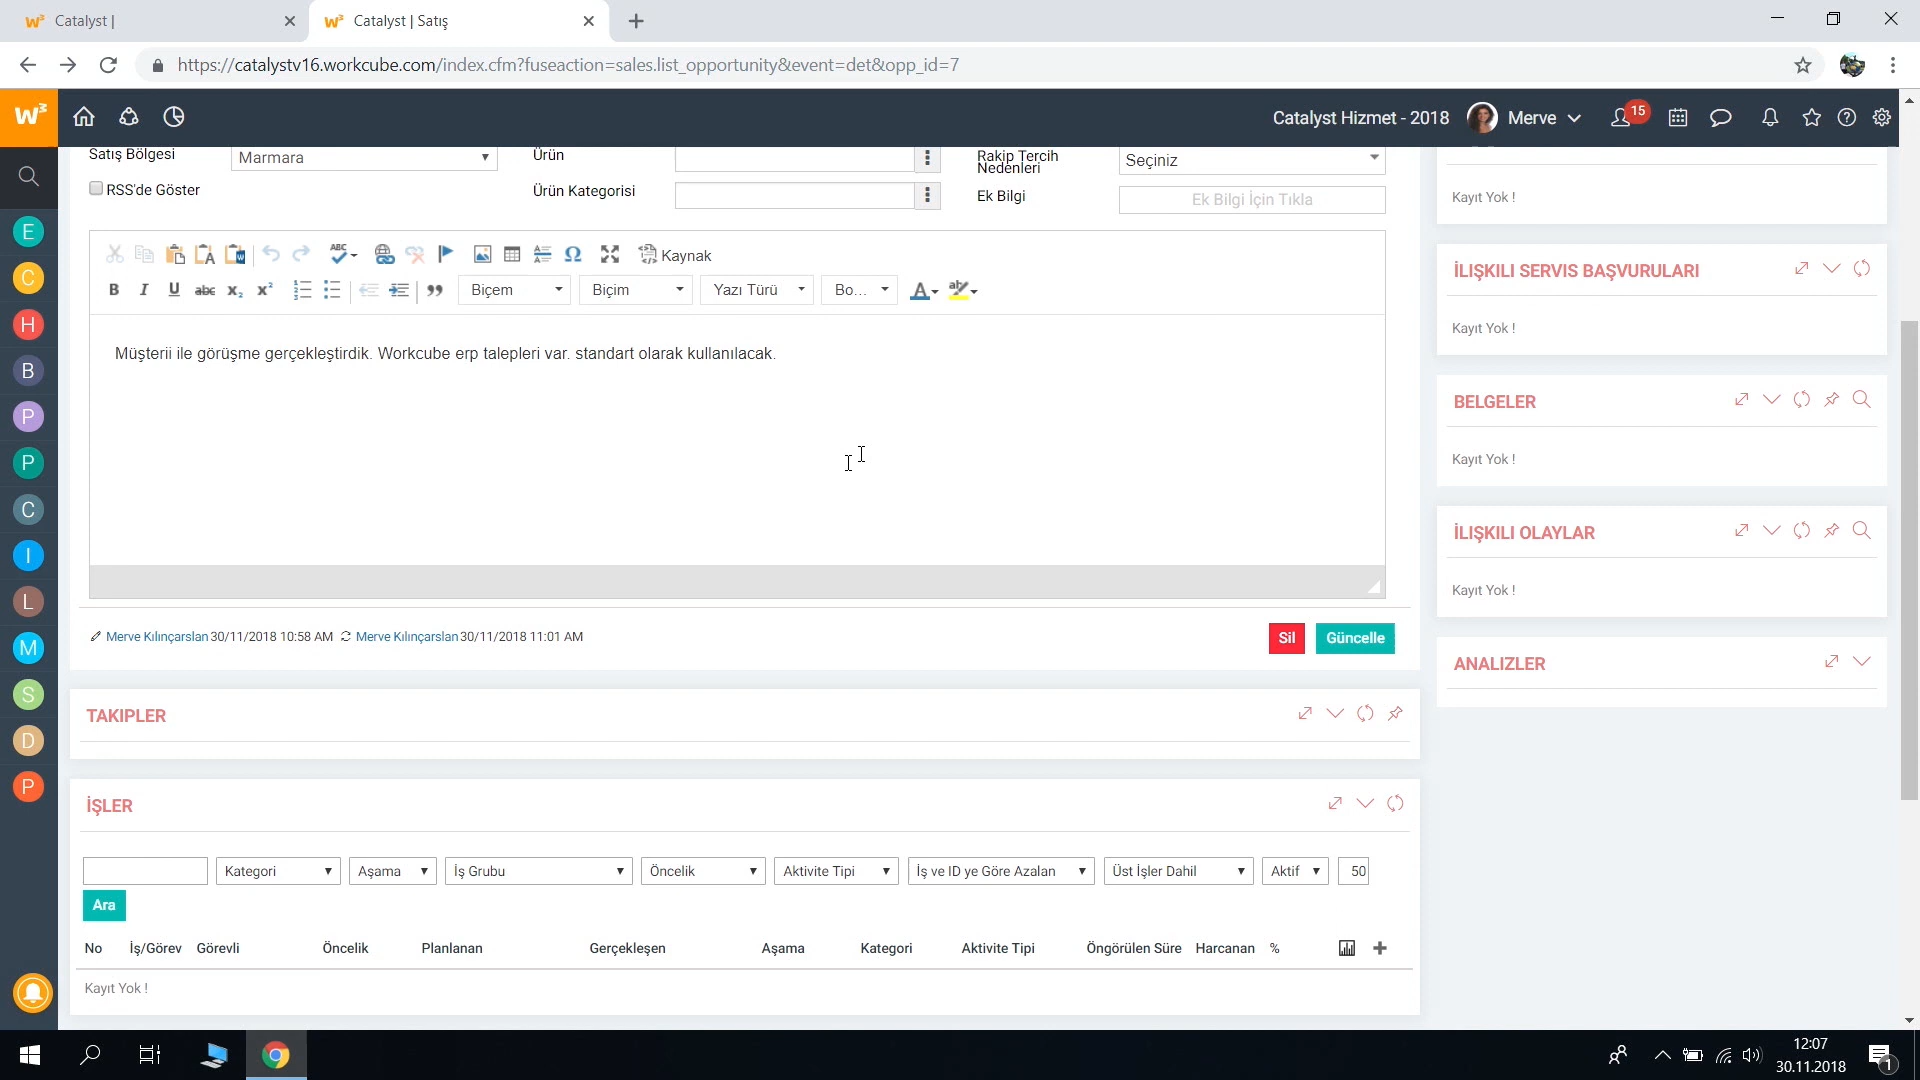 Catalyst |
Catalyst | Satış
https://catalystv16.workcube.com/index.cfm?fuseaction=sales.list_opportunity&event=det&opp_id=7
w³
Catalyst Hizmet - 2018
Merve
15
Satış Bölgesi
Marmara
Ürün
Rakip Tercih Nedenleri
Seçiniz
RSS'de Göster
Ürün Kategorisi
Ek Bilgi
Ek Bilgi İçin Tıkla
Kaynak
Biçem
Biçim
Yazı Türü
Bo...
Müşterii ile görüşme gerçekleştirdik. Workcube erp talepleri var. standart olarak kullanılacak.
Merve Kılınçarslan 30/11/2018 10:58 AM Merve Kılınçarslan 30/11/2018 11:01 AM
Sil
Güncelle
TAKIPLER
İŞLER
Kategori
Aşama
İş Grubu
Öncelik
Aktivite Tipi
İş ve ID ye Göre Azalan
Üst İşler Dahil
Aktif
50
Ara
No İş/Görev Görevli Öncelik Planlanan Gerçekleşen Aşama Kategori Aktivite Tipi Öngörülen Süre Harcanan %
Kayıt Yok !
Kayıt Yok !
İLIŞKILI SERVIS BAŞVURULARI
Kayıt Yok !
BELGELER
Kayıt Yok !
İLIŞKILI OLAYLAR
Kayıt Yok !
ANALIZLER
E
C
H
B
P
P
C
I
L
M
S
D
P
12:07
30.11.2018
1